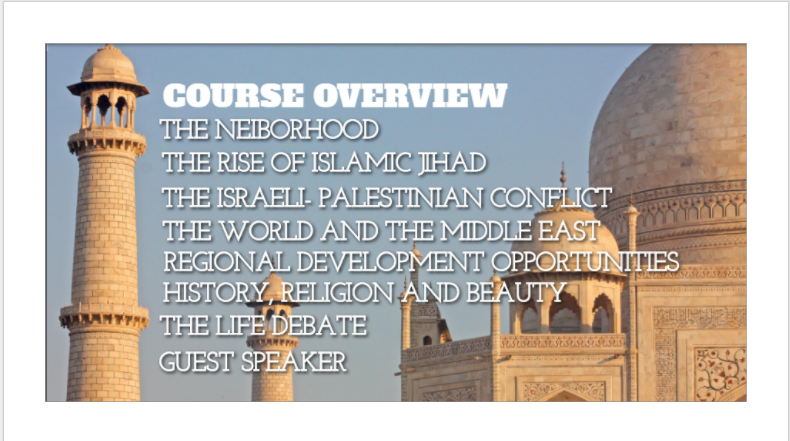 COURSE OVERVIEW
THE NEIBORHOOD
THE RISE OF ISLAMIC JIHAD
THE ISRAELI- PALESTINIAN CONFLICT
THE WORLD AND THE MIDDLE EAST
REGIONAL DEVELOPMENT OPPORTUNITIES
HISTORY, RELIGION AND BEAUTY
THE LIFE DEBATE
GUEST SPEAKER